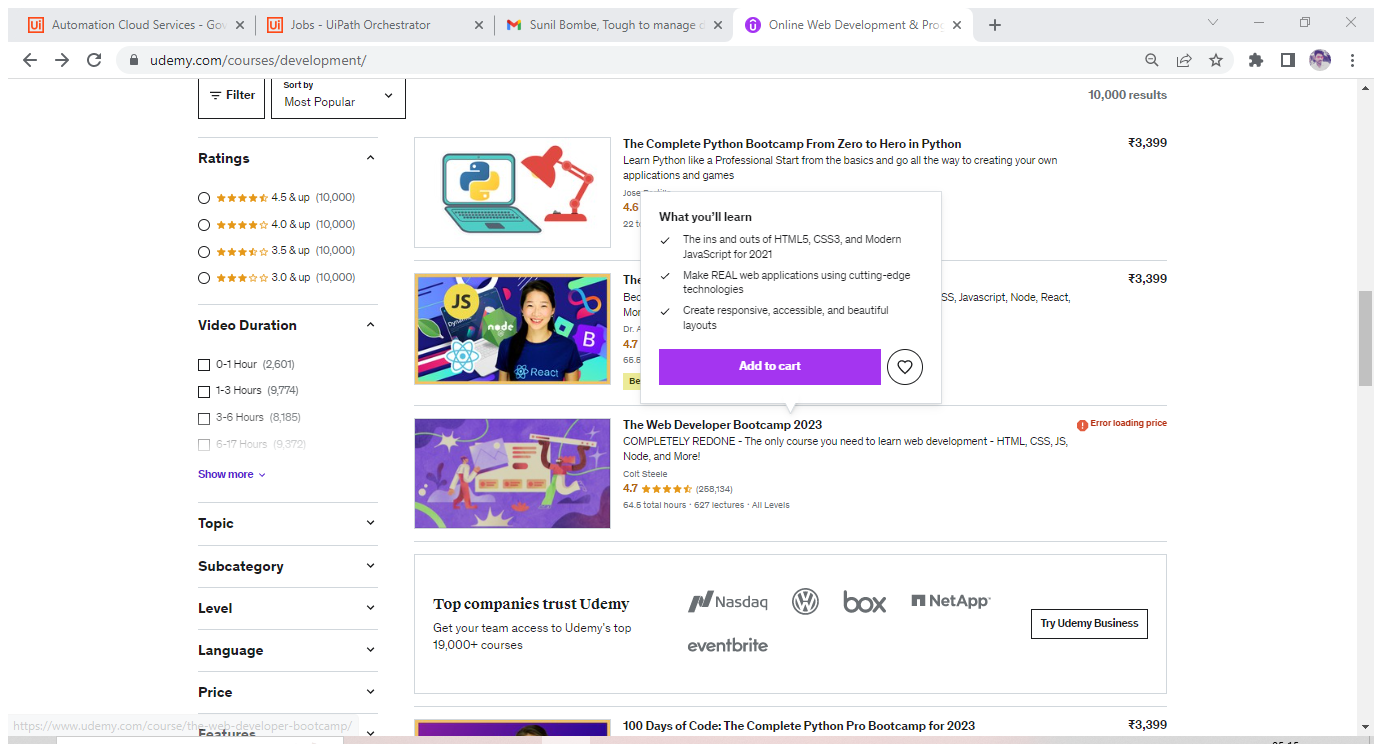 Automation Cloud Services - Gov
Jobs - UiPath Orchestrator
Sunil Bombe, Tough to manage d
Online Web Development & Prog
udemy.com/courses/development/
Filter
Sort by
Most Popular
10,000 results
Ratings
4.5 & up (10,000)
4.0 & up (10,000)
3.5 & up (10,000)
3.0 & up (10,000)
Video Duration
0-1 Hour (2,601)
1-3 Hours (9,774)
3-6 Hours (8,185)
6-17 Hours (9,372)
Show more
Topic
Subcategory
Level
Language
Price
Features
The Complete Python Bootcamp From Zero to Hero in Python
₹3,399
Learn Python like a Professional Start from the basics and go all the way to creating your own
applications and games
Jose
4.6
22 to
What you'll learn
The ins and outs of HTML5, CSS3, and Modern
JavaScript for 2021
Make REAL web applications using cutting-edge
technologies
Create responsive, accessible, and beautiful
layouts
Add to cart
JS
node
React
B
The
₹3,399
Bec
SS, Javascript, Node, React,
Mor
Dr. A
4.7
65.5
Be
The Web Developer Bootcamp 2023
Error loading price
COMPLETELY REDONE - The only course you need to learn web development - HTML, CSS, JS,
Node, and More!
Colt Steele
4.7 (258,134)
64.5 total hours · 627 lectures · All Levels
Top companies trust Udemy
Get your team access to Udemy's top
19,000+ courses
Nasdaq
box
NetApp
eventbrite
Try Udemy Business
100 Days of Code: The Complete Python Pro Bootcamp for 2023
₹3,399
https://www.udemy.com/course/the-web-developer-bootcamp/